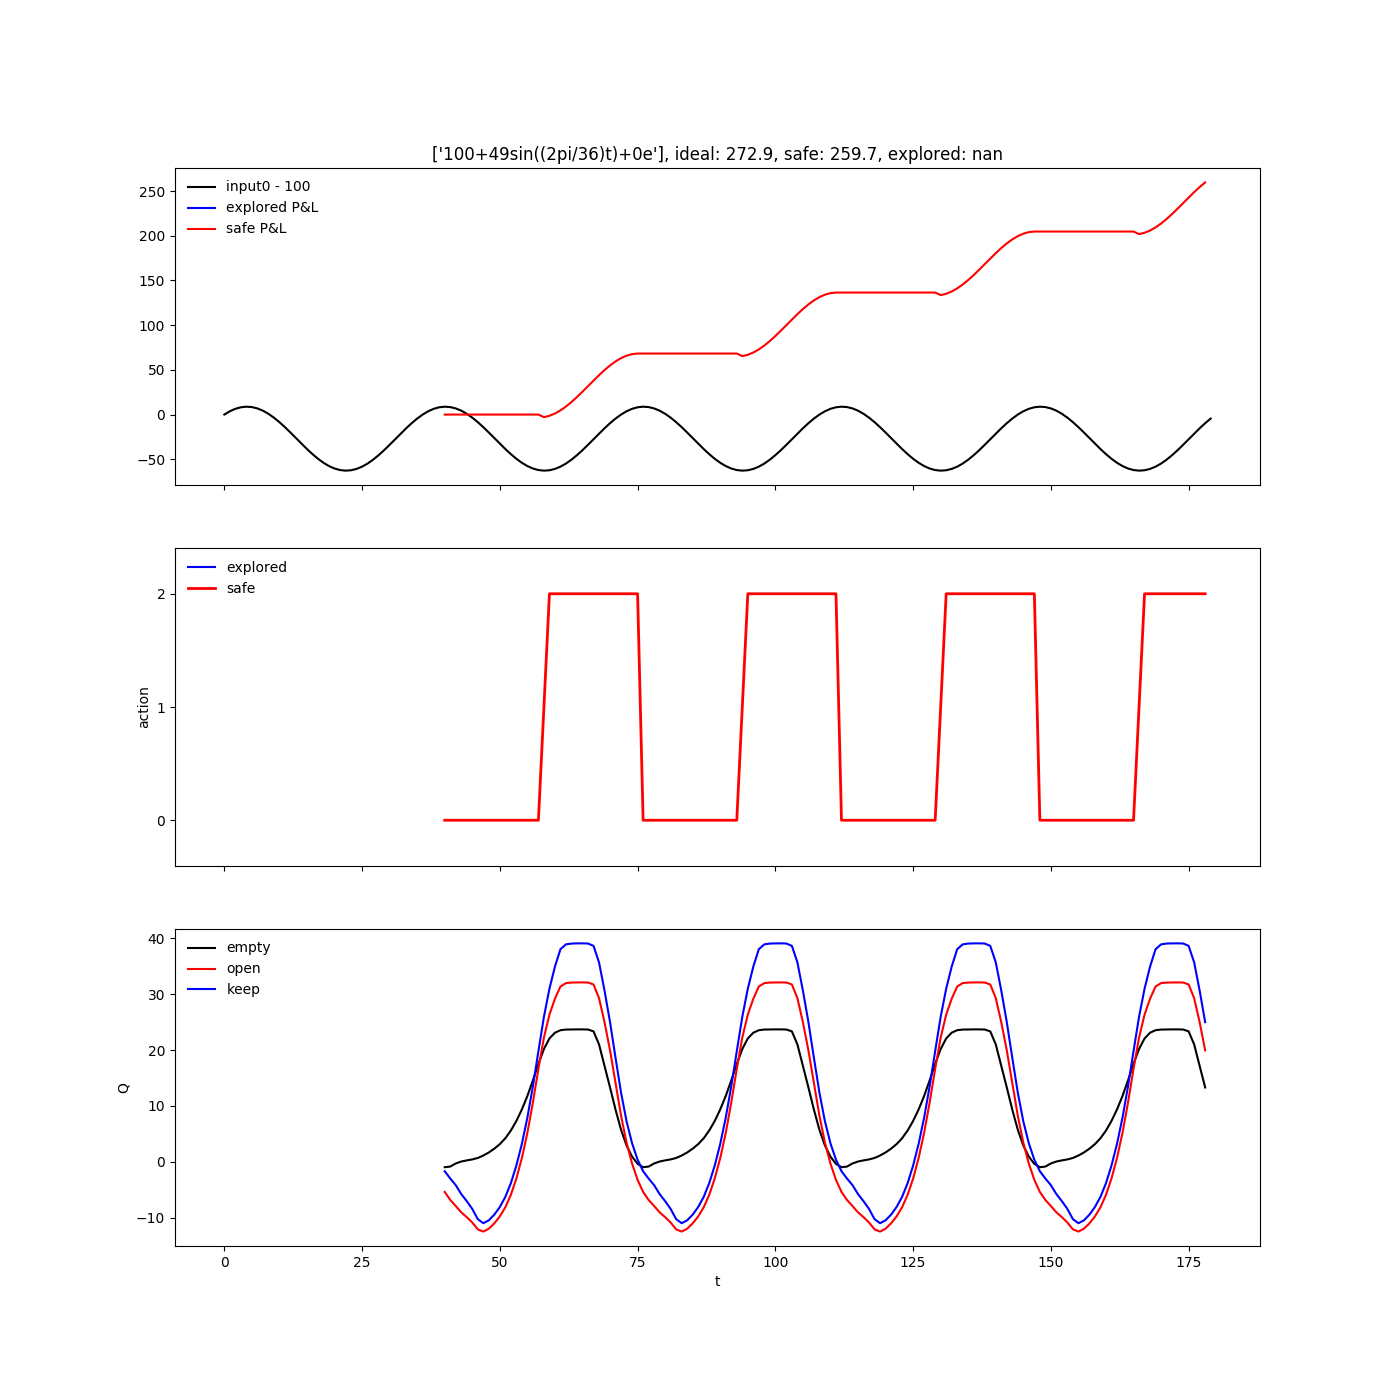 ['100+49sin((2pi/36)t)+0e'], ideal: 272.9, safe: 259.7, explored: nan
input0 - 100
explored P&L
safe P&L
250
200
150
100
50
0
−50
explored
safe
2
1
0
action
empty
open
keep
40
30
20
10
0
−10
Q
0 25 50 75 100 125 150 175
t